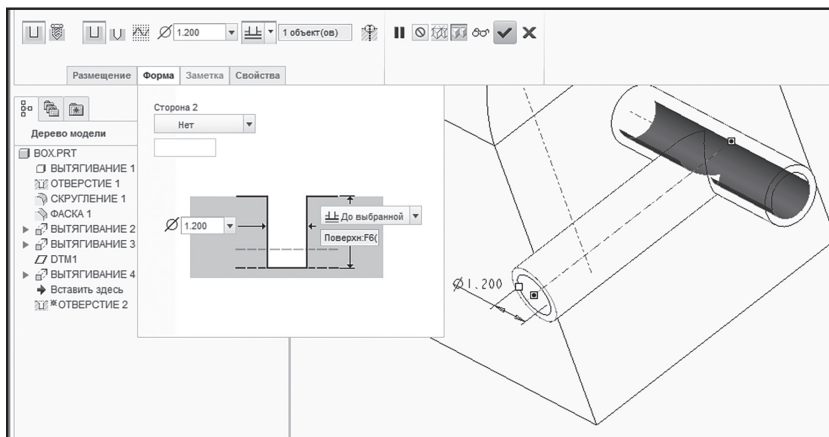 1.200
1 объект(ов)
Размещение Форма Заметка Свойства
Дерево модели
BOX.PRT
ВЫТЯГИВАНИЕ 1
ОТВЕРСТИЕ 1
СКРУГЛЕНИЕ 1
ФАСКА 1
ВЫТЯГИВАНИЕ 2
ВЫТЯГИВАНИЕ 3
DTM1
ВЫТЯГИВАНИЕ 4
Вставить здесь
ОТВЕРСТИЕ 2
Сторона 2
Нет
Ø 1.200
До выбранной
Поверхн:F6(
Ø1.200